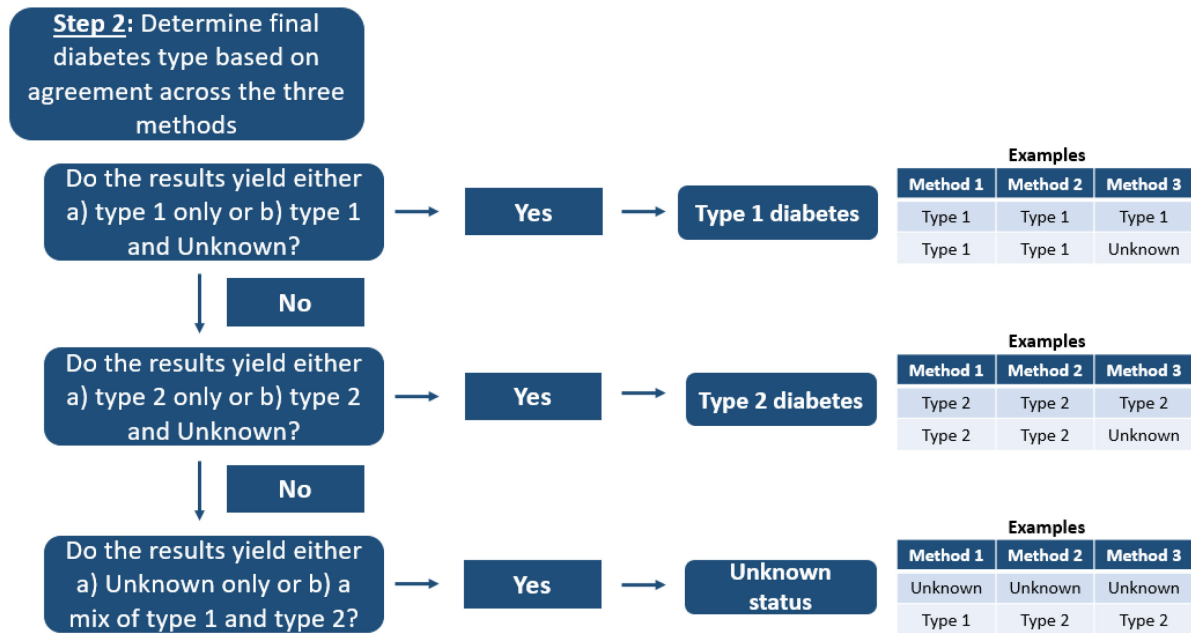 Step 2: Determine final
diabetes type based on
agreement across the three
methods
Do the results yield either
a) type 1 only or b) type 1
and Unknown?
Yes
Type 1 diabetes
Examples
Method 1 Method 2 Method 3
Type 1 Type 1 Type 1
Type 1 Type 1 Unknown
No
Do the results yield either
a) type 2 only or b) type 2
and Unknown?
Yes
Type 2 diabetes
Examples
Method 1 Method 2 Method 3
Type 2 Type 2 Type 2
Type 2 Type 2 Unknown
No
Do the results yield either
a) Unknown only or b) a
mix of type 1 and type 2?
Yes
Unknown
status
Examples
Method 1 Method 2 Method 3
Unknown Unknown Unknown
Type 1 Type 2 Type 2